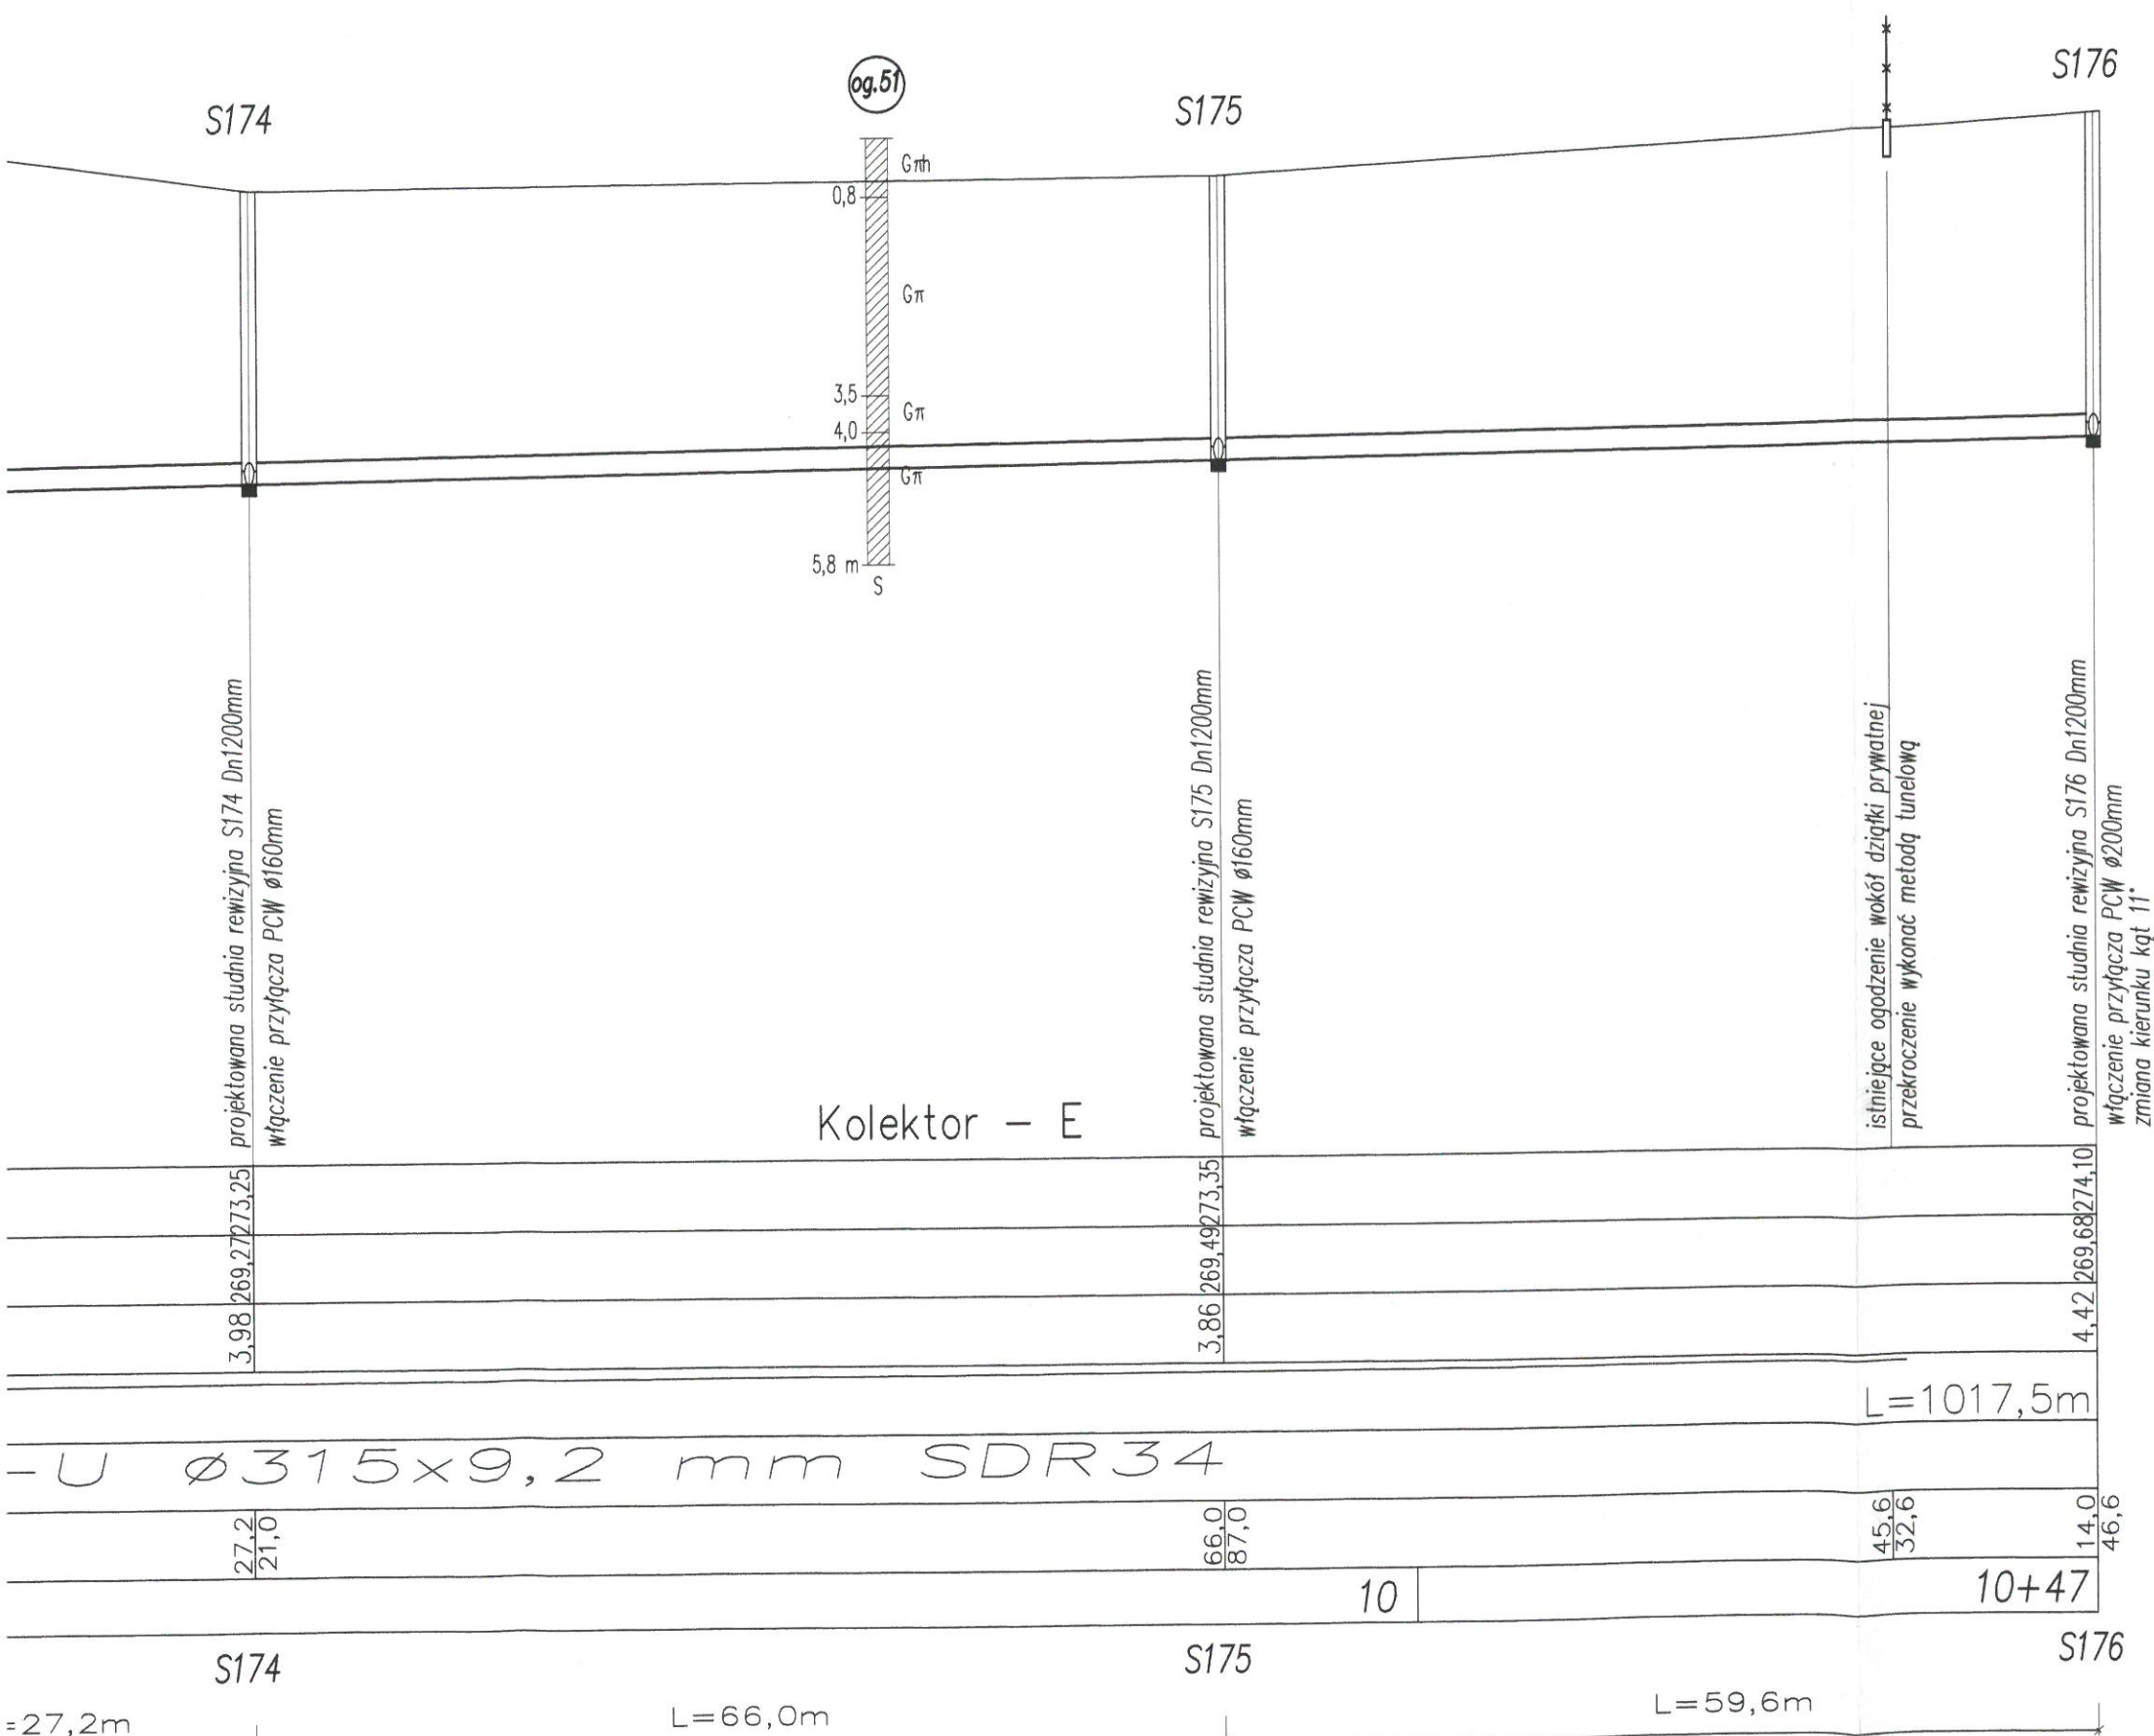 S174
og.51
S175
S176
Gπh
0,8
Gπ
3,5
Gπ
4,0
Gπ
5,8 m
S
projektowana studnia rewizyjna S174 Dn1200mm
włączenie przyłącza PCW ø160mm
projektowana studnia rewizyjna S175 Dn1200mm
włączenie przyłącza PCW ø160mm
istniejące ogodzenie wokół dziąłki prywatnej
przekroczenie wykonać metodą tunelową
projektowana studnia rewizyjna S176 Dn1200mm
włączenie przyłącza PCW ø200mm
zmiana kierunku kąt 11°
Kolektor – E
273,25
273,35
274,10
269,27
269,49
269,68
3,98
3,86
4,42
L=1017,5m
-U ø315x9,2 mm SDR34
27,2
21,0
66,0
87,0
45,6
32,6
14,0
46,6
10
10+47
S174
S175
S176
=27,2m
L=66,0m
L=59,6m